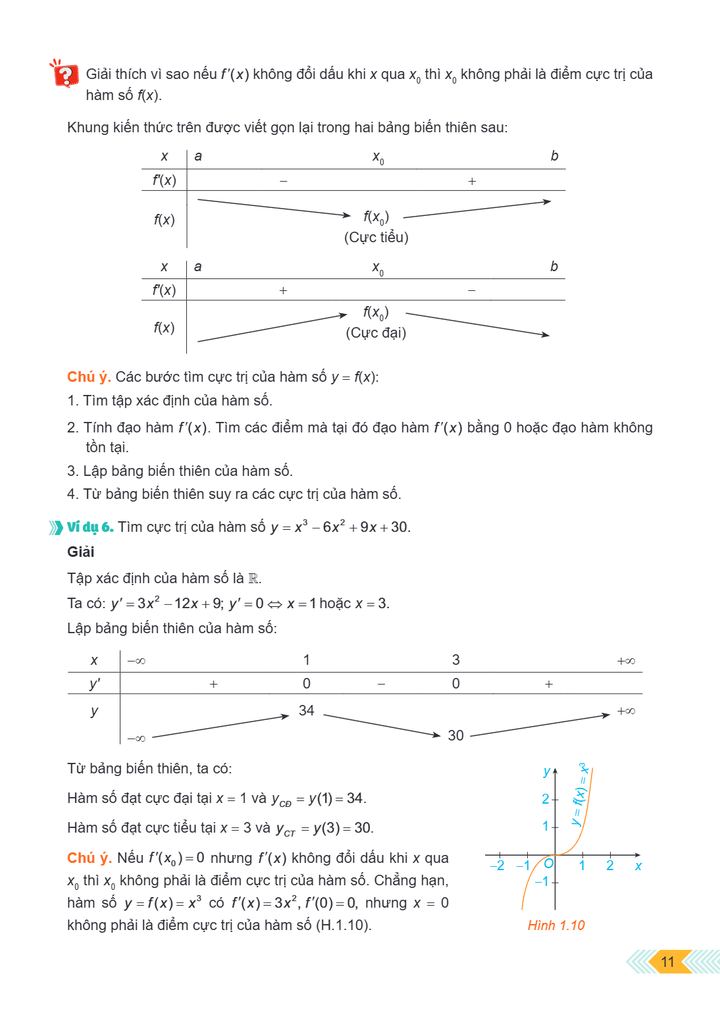 Giải thích vì sao nếu f′(x) không đổi dấu khi x qua x₀ thì x₀ không phải là điểm cực trị của
hàm số f(x).
Khung kiến thức trên được viết gọn lại trong hai bảng biến thiên sau:
x a x₀ b
f′(x) − +
f(x) f(x₀)
(Cực tiểu)
x a x₀ b
f′(x) + −
f(x₀)
f(x) (Cực đại)
Chú ý. Các bước tìm cực trị của hàm số y = f(x):
1. Tìm tập xác định của hàm số.
2. Tính đạo hàm f′(x). Tìm các điểm mà tại đó đạo hàm f′(x) bằng 0 hoặc đạo hàm không
tồn tại.
3. Lập bảng biến thiên của hàm số.
4. Từ bảng biến thiên suy ra các cực trị của hàm số.
Ví dụ 6. Tìm cực trị của hàm số y = x³ − 6x² + 9x + 30.
Giải
Tập xác định của hàm số là ℝ.
Ta có: y′ = 3x² − 12x + 9; y′ = 0 ⇔ x = 1 hoặc x = 3.
Lập bảng biến thiên của hàm số:
x −∞ 1 3 +∞
y′ + 0 − 0 +
y 34 +∞
−∞ 30
Từ bảng biến thiên, ta có:
Hàm số đạt cực đại tại x = 1 và y_CĐ = y(1) = 34.
Hàm số đạt cực tiểu tại x = 3 và y_CT = y(3) = 30.
Chú ý. Nếu f′(x₀) = 0 nhưng f′(x) không đổi dấu khi x qua
x₀ thì x₀ không phải là điểm cực trị của hàm số. Chẳng hạn,
hàm số y = f(x) = x³ có f′(x) = 3x², f′(0) = 0, nhưng x = 0
không phải là điểm cực trị của hàm số (H.1.10).
y
y = f(x) = x³
2
1
−2 −1 O 1 2 x
−1
Hình 1.10
11